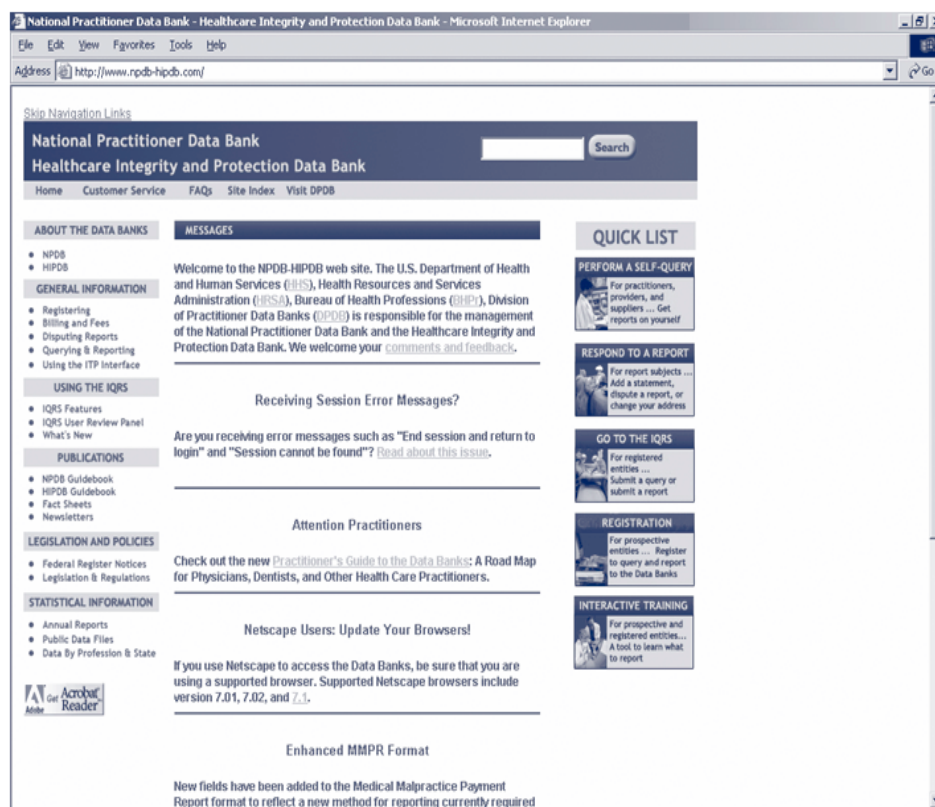 National Practitioner Data Bank - Healthcare Integrity and Protection Data Bank - Microsoft Internet Explorer
File Edit View Favorites Tools Help
Address http://www.npdb-hipdb.com/ Go
Skip Navigation Links
National Practitioner Data Bank
Healthcare Integrity and Protection Data Bank
Search
Home Customer Service FAQs Site Index Visit DPDB
ABOUT THE DATA BANKS
NPDB
HIPDB
GENERAL INFORMATION
Registering
Billing and Fees
Disputing Reports
Querying & Reporting
Using the ITP Interface
USING THE IQRS
IQRS Features
IQRS User Review Panel
What's New
PUBLICATIONS
NPDB Guidebook
HIPDB Guidebook
Fact Sheets
Newsletters
LEGISLATION AND POLICIES
Federal Register Notices
Legislation & Regulations
STATISTICAL INFORMATION
Annual Reports
Public Data Files
Data By Profession & State
Adobe
Get Acrobat
Reader
MESSAGES
Welcome to the NPDB-HIPDB web site. The U.S. Department of Health
and Human Services (HHS), Health Resources and Services
Administration (HRSA), Bureau of Health Professions (BHPr), Division
of Practitioner Data Banks (DPDB) is responsible for the management
of the National Practitioner Data Bank and the Healthcare Integrity and
Protection Data Bank. We welcome your comments and feedback.
Receiving Session Error Messages?
Are you receiving error messages such as "End session and return to
login" and "Session cannot be found"? Read about this issue.
Attention Practitioners
Check out the new Practitioner's Guide to the Data Banks: A Road Map
for Physicians, Dentists, and Other Health Care Practitioners.
Netscape Users: Update Your Browsers!
If you use Netscape to access the Data Banks, be sure that you are
using a supported browser. Supported Netscape browsers include
version 7.01, 7.02, and 7.1.
Enhanced MMPR Format
New fields have been added to the Medical Malpractice Payment
Report format to reflect a new method for reporting currently required
QUICK LIST
PERFORM A SELF-QUERY
For practitioners,
providers, and
suppliers ... Get
reports on yourself
RESPOND TO A REPORT
For report subjects ...
Add a statement,
dispute a report, or
change your address
GO TO THE IQRS
For registered
entities ...
Submit a query or
submit a report
REGISTRATION
For prospective
entities ... Register
to query and report
to the Data Banks
INTERACTIVE TRAINING
For prospective and
registered entities...
A tool to learn what
to report